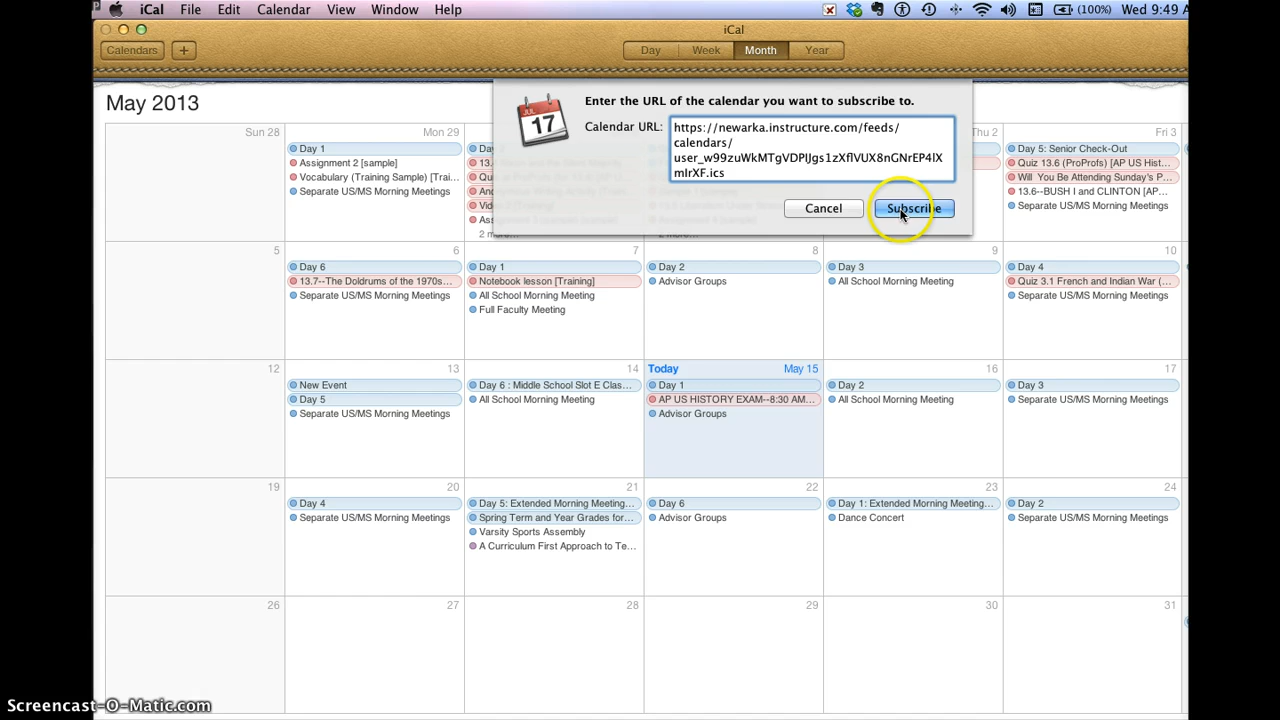 iCal File Edit Calendar View Window Help (100%) Wed 9:49
iCal
Calendars + Day Week Month Year
May 2013
Enter the URL of the calendar you want to subscribe to.
Calendar URL: https://newarka.instructure.com/feeds/
calendars/
user_w99zuWkMTgVDPIJgs1zXflVUX8nGNrEP4lX
mIrXF.ics
Cancel Subscribe
JUL
17
Sun 28 Mon 29 Thu 2 Fri 3
Day 1
Assignment 2 [sample]
Vocabulary (Training Sample) [Trai...
Separate US/MS Morning Meetings
2 more...
Day 5: Senior Check-Out
Quiz 13.6 (ProProfs) [AP US Hist...
Will You Be Attending Sunday's P...
13.6--BUSH I and CLINTON [AP...
Separate US/MS Morning Meetings
5 6 7 8 9 10
Day 6
13.7--The Doldrums of the 1970s...
Separate US/MS Morning Meetings
Day 1
Notebook lesson [Training]
All School Morning Meeting
Full Faculty Meeting
Day 2
Advisor Groups
Day 3
All School Morning Meeting
Day 4
Quiz 3.1 French and Indian War (...
Separate US/MS Morning Meetings
12 13 14 Today May 15 16 17
New Event
Day 5
Separate US/MS Morning Meetings
Day 6 : Middle School Slot E Clas...
All School Morning Meeting
Day 1
AP US HISTORY EXAM--8:30 AM...
Advisor Groups
Day 2
All School Morning Meeting
Day 3
Separate US/MS Morning Meetings
19 20 21 22 23 24
Day 4
Separate US/MS Morning Meetings
Day 5: Extended Morning Meeting...
Spring Term and Year Grades for...
Varsity Sports Assembly
A Curriculum First Approach to Te...
Day 6
Advisor Groups
Day 1: Extended Morning Meeting...
Dance Concert
Day 2
Separate US/MS Morning Meetings
26 27 28 29 30 31
Screencast-O-Matic.com